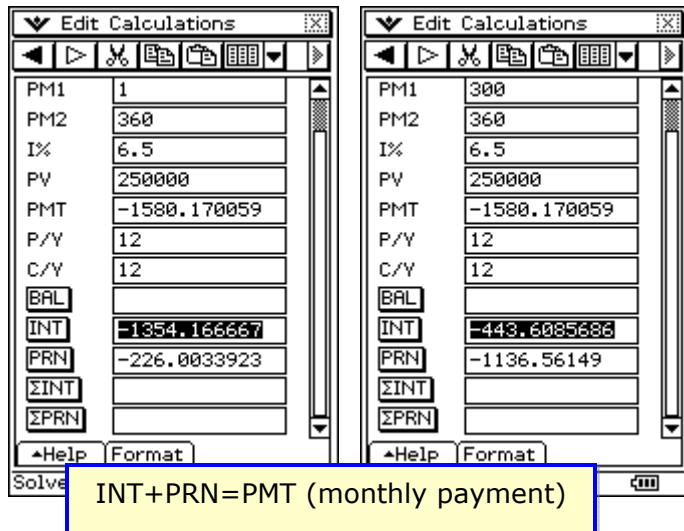 Edit Calculations
PM1 1
PM2 360
I% 6.5
PV 250000
PMT -1580.170059
P/Y 12
C/Y 12
BAL
INT -1354.166667
PRN -226.0033923
ΣINT
ΣPRN
Help Format
Edit Calculations
PM1 300
PM2 360
I% 6.5
PV 250000
PMT -1580.170059
P/Y 12
C/Y 12
BAL
INT -443.6085686
PRN -1136.56149
ΣINT
ΣPRN
Help Format
Solve
INT+PRN=PMT (monthly payment)